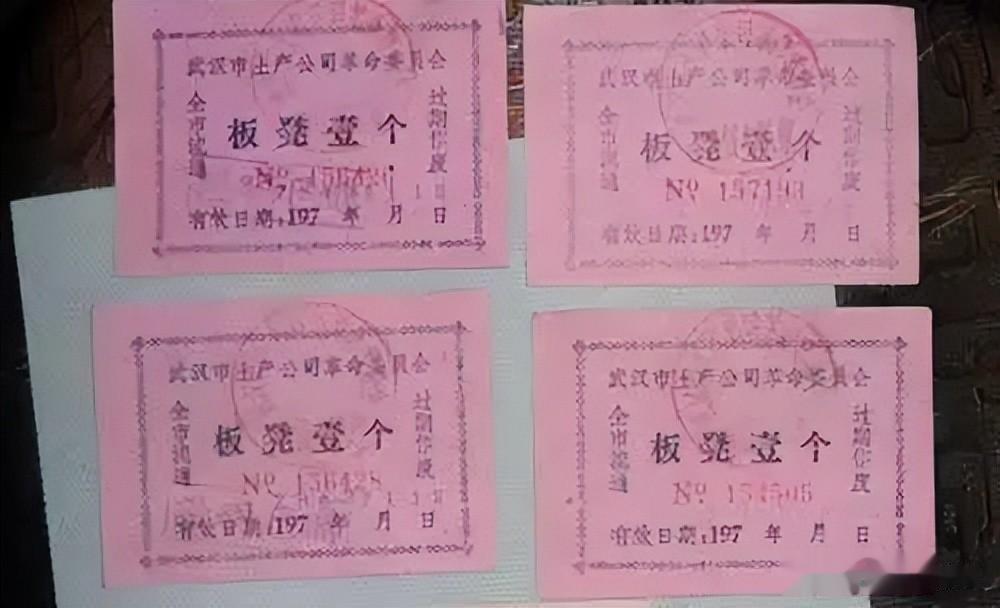 武汉市土产公司革命委员会
全市流通
板凳壹个
过期作废
No
有效日期:197 年 月 日
武汉市土产公司革命委员会
全市流通
板凳壹个
过期作废
No 157193
有效日期:197 年 月 日
武汉市土产公司革命委员会
全市流通
板凳壹个
过期作废
No 156428
有效日期:197 年 月 日
武汉市土产公司革命委员会
全市流通
板凳壹个
过期作废
No
有效日期:197 年 月 日